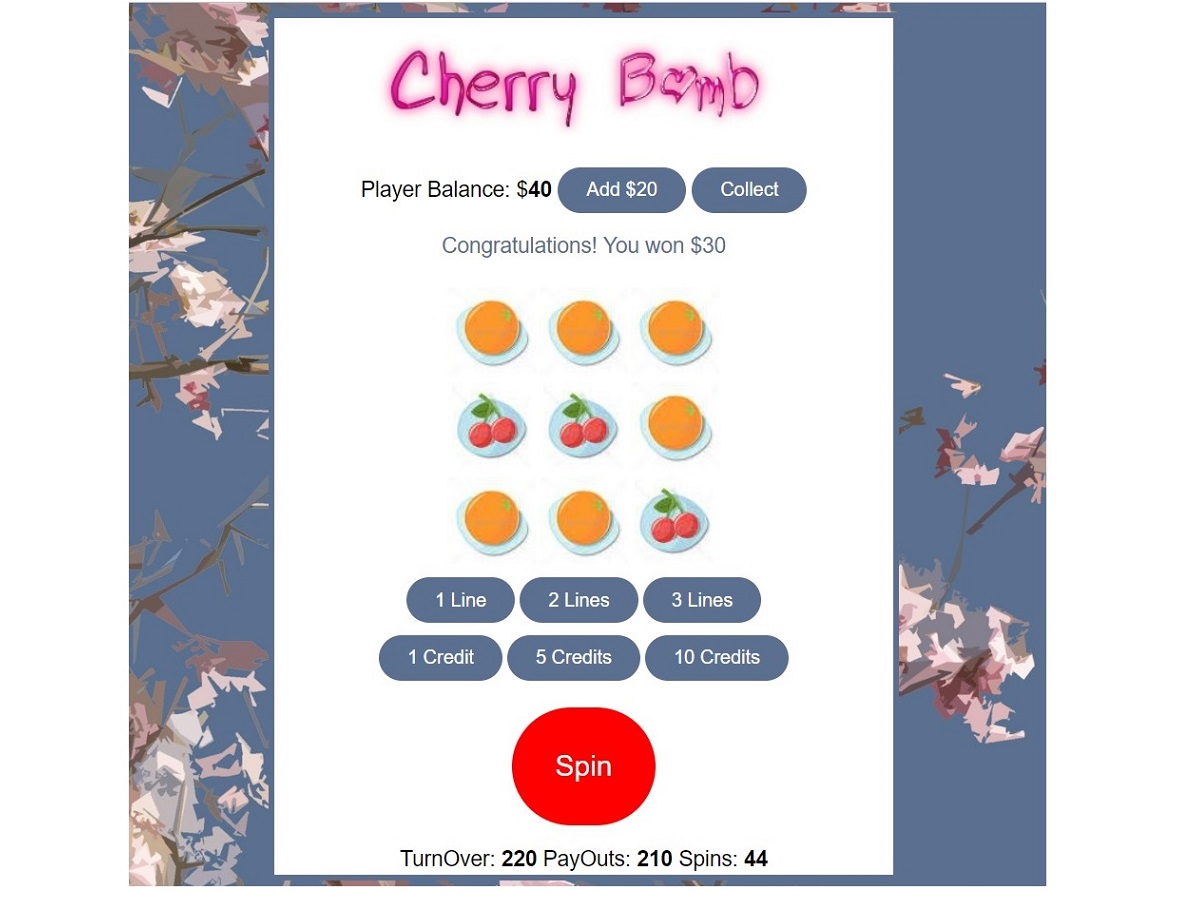 Cherry Bomb
Player Balance: $40 Add $20 Collect
Congratulations! You won $30
1 Line 2 Lines 3 Lines
1 Credit 5 Credits 10 Credits
Spin
TurnOver: 220 PayOuts: 210 Spins: 44